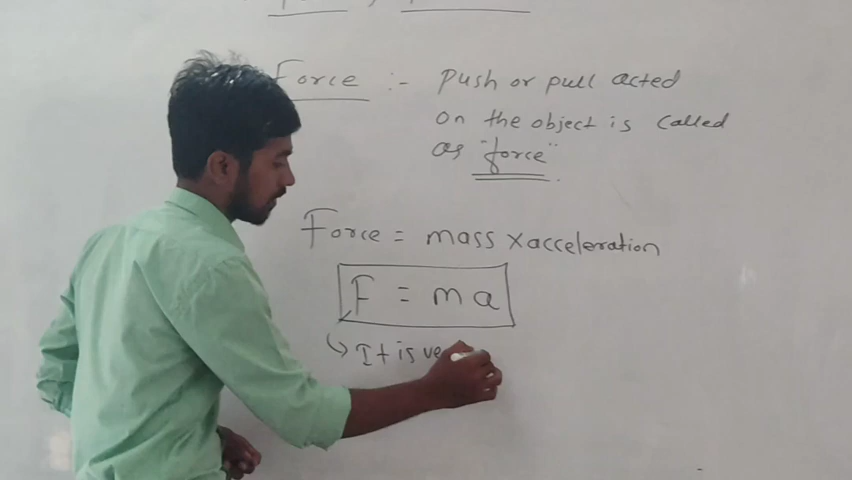 Force :- Push or pull acted
on the object is called
as "force".
Force = mass x acceleration
F = ma
↳ It is ve